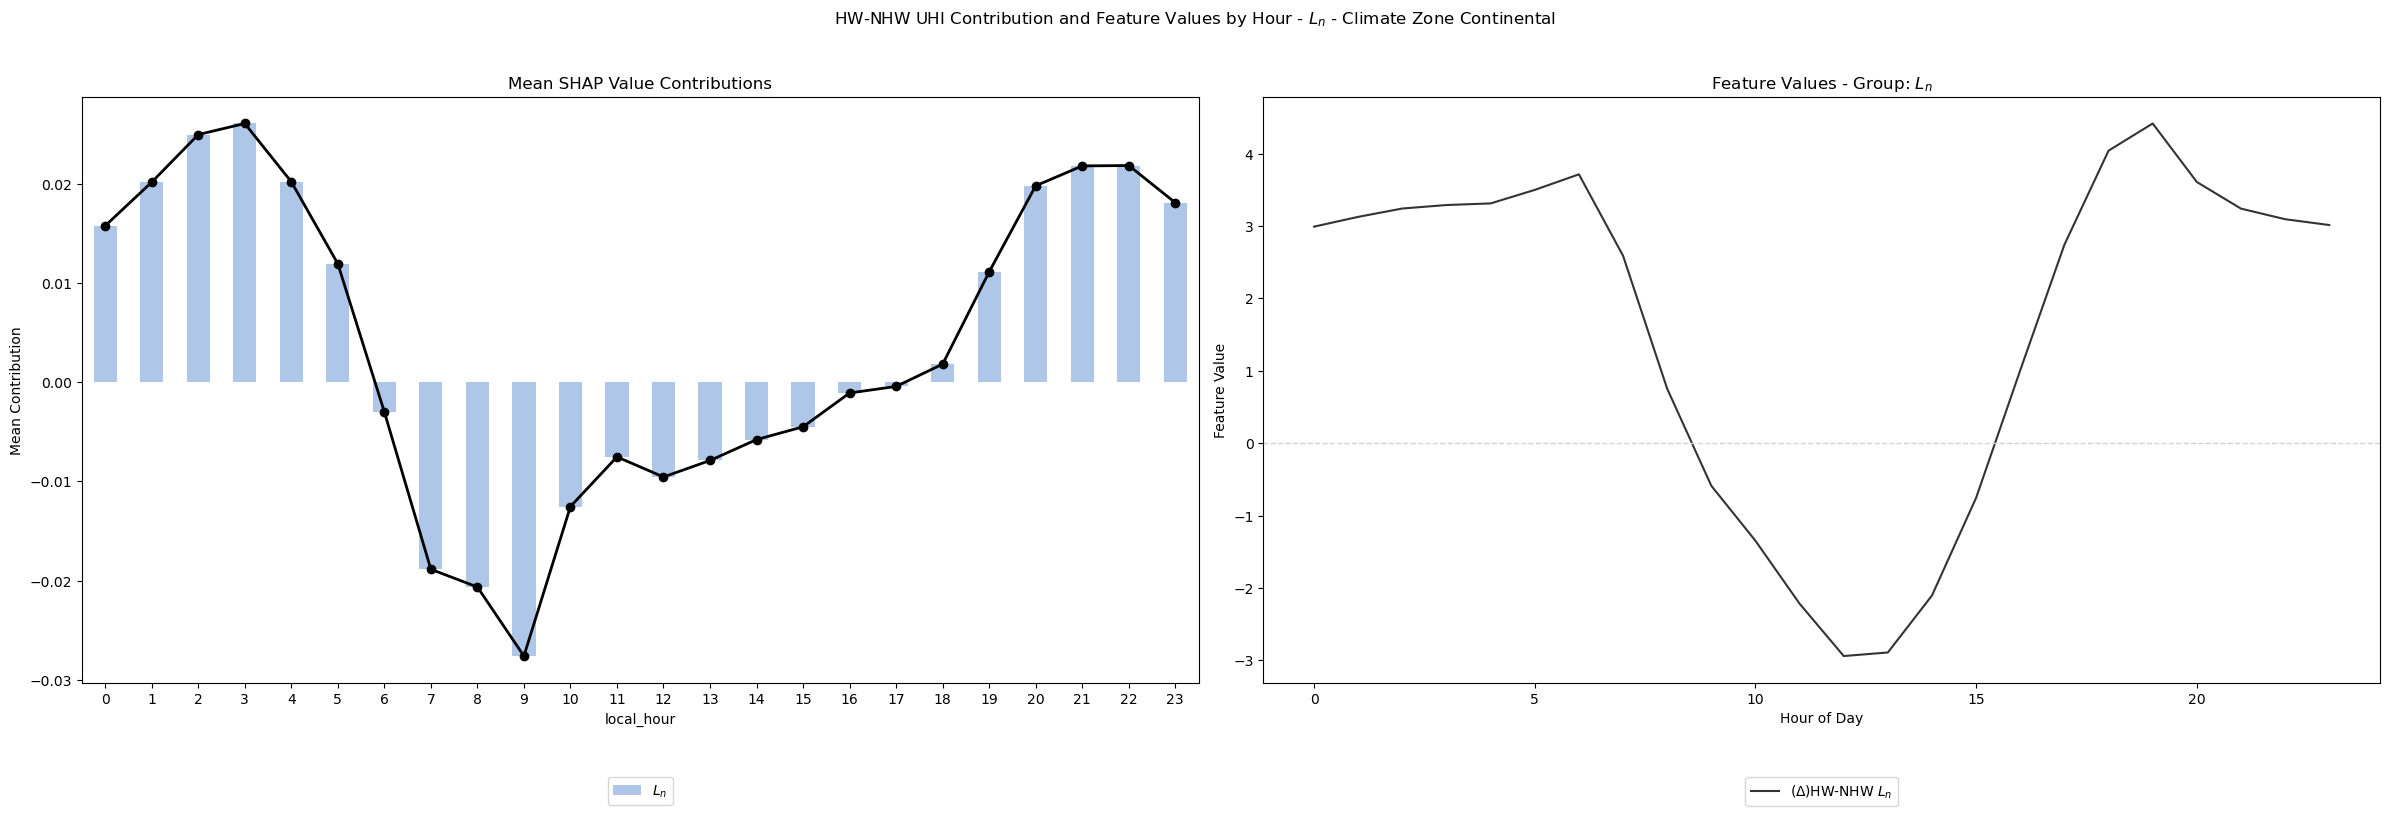 HW-NHW UHI Contribution and Feature Values by Hour - Lₙ - Climate Zone Continental
Mean SHAP Value Contributions
Mean Contribution
0.02
0.01
0.00
−0.01
−0.02
−0.03
0 1 2 3 4 5 6 7 8 9 10 11 12 13 14 15 16 17 18 19 20 21 22 23
local_hour
Lₙ
Feature Values - Group: Lₙ
Feature Value
4
3
2
1
0
−1
−2
−3
0 5 10 15 20
Hour of Day
(Δ)HW-NHW Lₙ